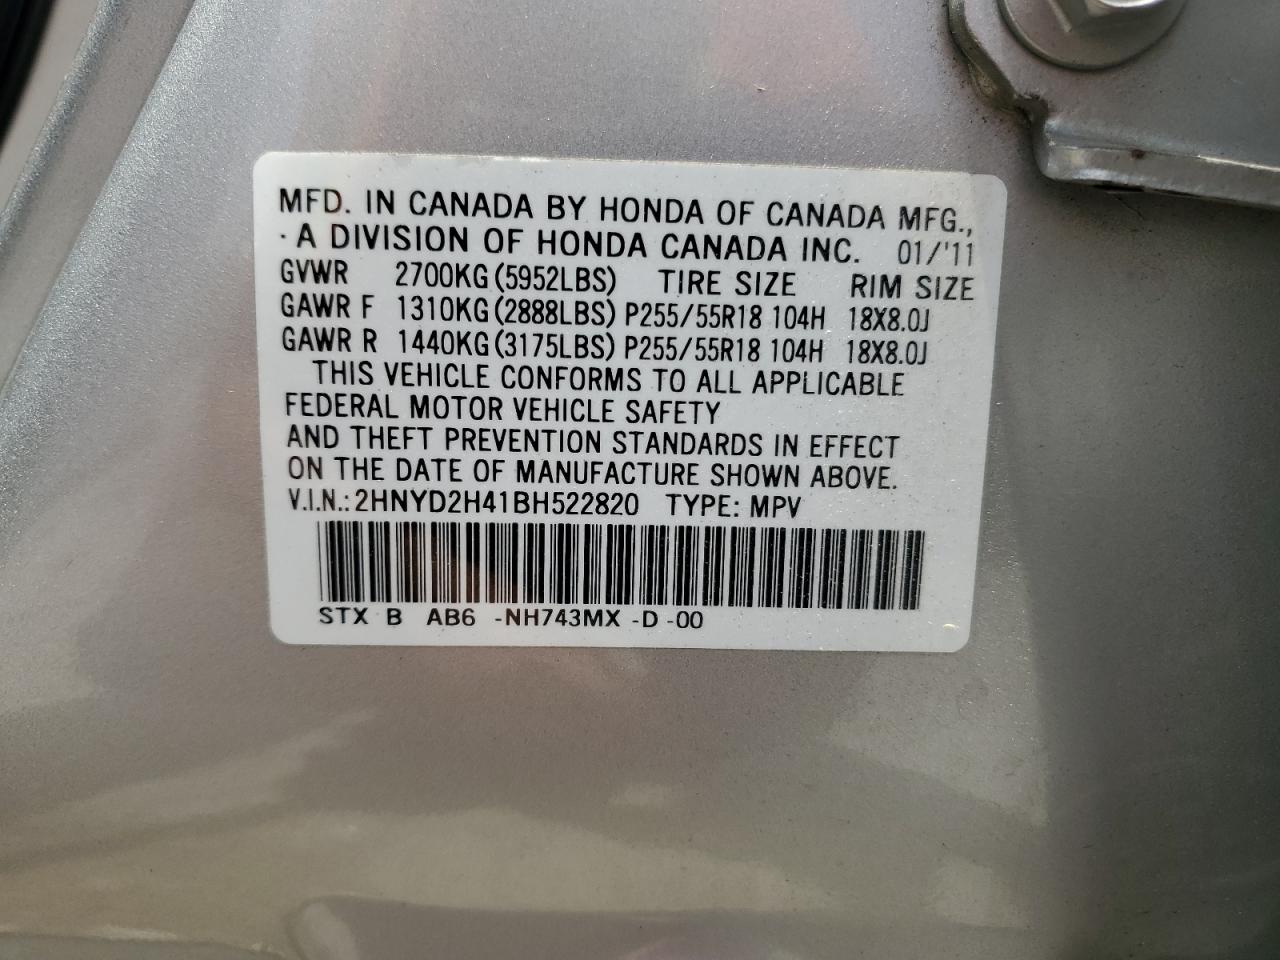 MFD. IN CANADA BY HONDA OF CANADA MFG.,
· A DIVISION OF HONDA CANADA INC. 01/'11
GVWR 2700KG (5952LBS) TIRE SIZE RIM SIZE
GAWR F 1310KG (2888LBS) P255/55R18 104H 18X8.0J
GAWR R 1440KG (3175LBS) P255/55R18 104H 18X8.0J
THIS VEHICLE CONFORMS TO ALL APPLICABLE
FEDERAL MOTOR VEHICLE SAFETY
AND THEFT PREVENTION STANDARDS IN EFFECT
ON THE DATE OF MANUFACTURE SHOWN ABOVE.
V.I.N.: 2HNYD2H41BH522820 TYPE: MPV
STX B AB6 -NH743MX -D -00